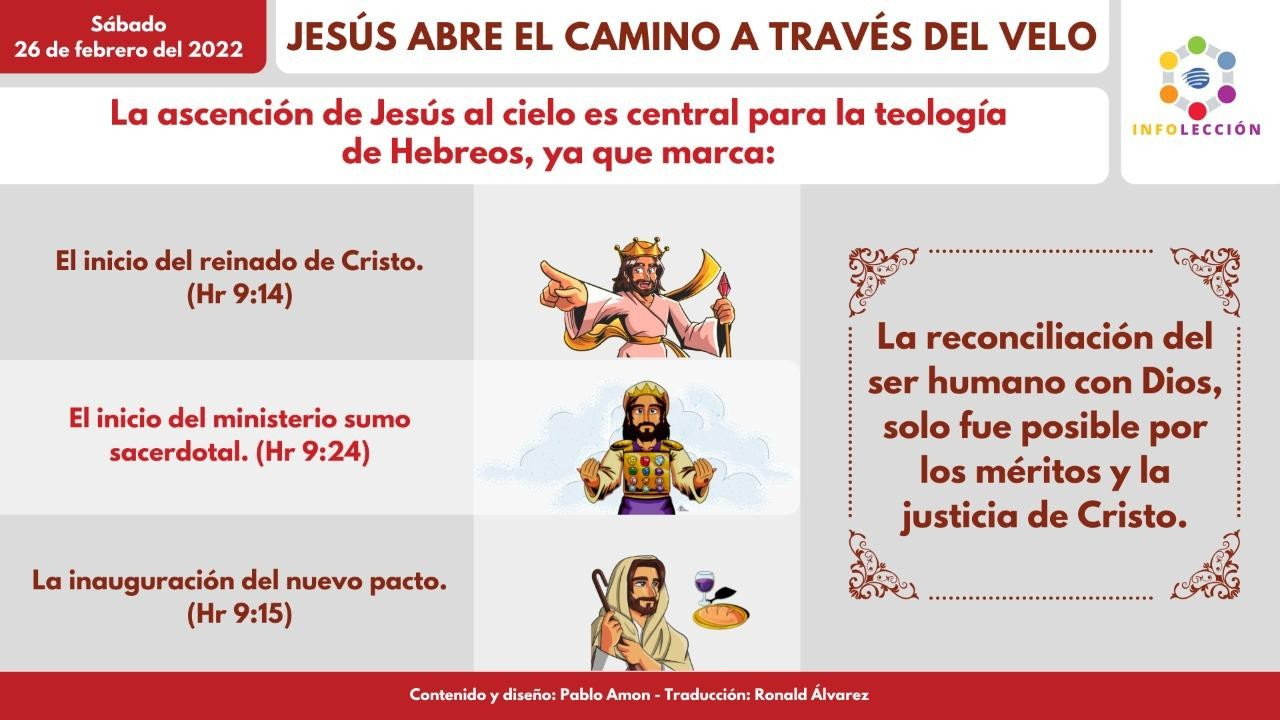 Sábado
26 de febrero del 2022
JESÚS ABRE EL CAMINO A TRAVÉS DEL VELO
INFOLECCIÓN
La ascención de Jesús al cielo es central para la teología
de Hebreos, ya que marca:
El inicio del reinado de Cristo.
(Hr 9:14)
El inicio del ministerio sumo
sacerdotal. (Hr 9:24)
La inauguración del nuevo pacto.
(Hr 9:15)
La reconciliación del
ser humano con Dios,
solo fue posible por
los méritos y la
justicia de Cristo.
Contenido y diseño: Pablo Amon - Traducción: Ronald Álvarez